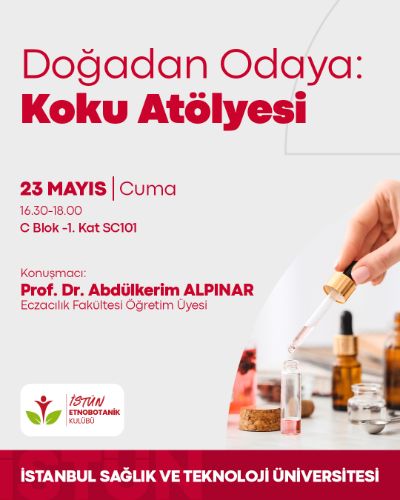 Doğadan Odaya:
Koku Atölyesi
23 MAYIS | Cuma
16.30-18.00
C Blok -1. Kat SC101
Konuşmacı:
Prof. Dr. Abdülkerim ALPINAR
Eczacılık Fakültesi Öğretim Üyesi
İSTÜN
ETNOBOTANİK
KULÜBÜ
İSTANBUL SAĞLIK VE TEKNOLOJİ ÜNİVERSİTESİ